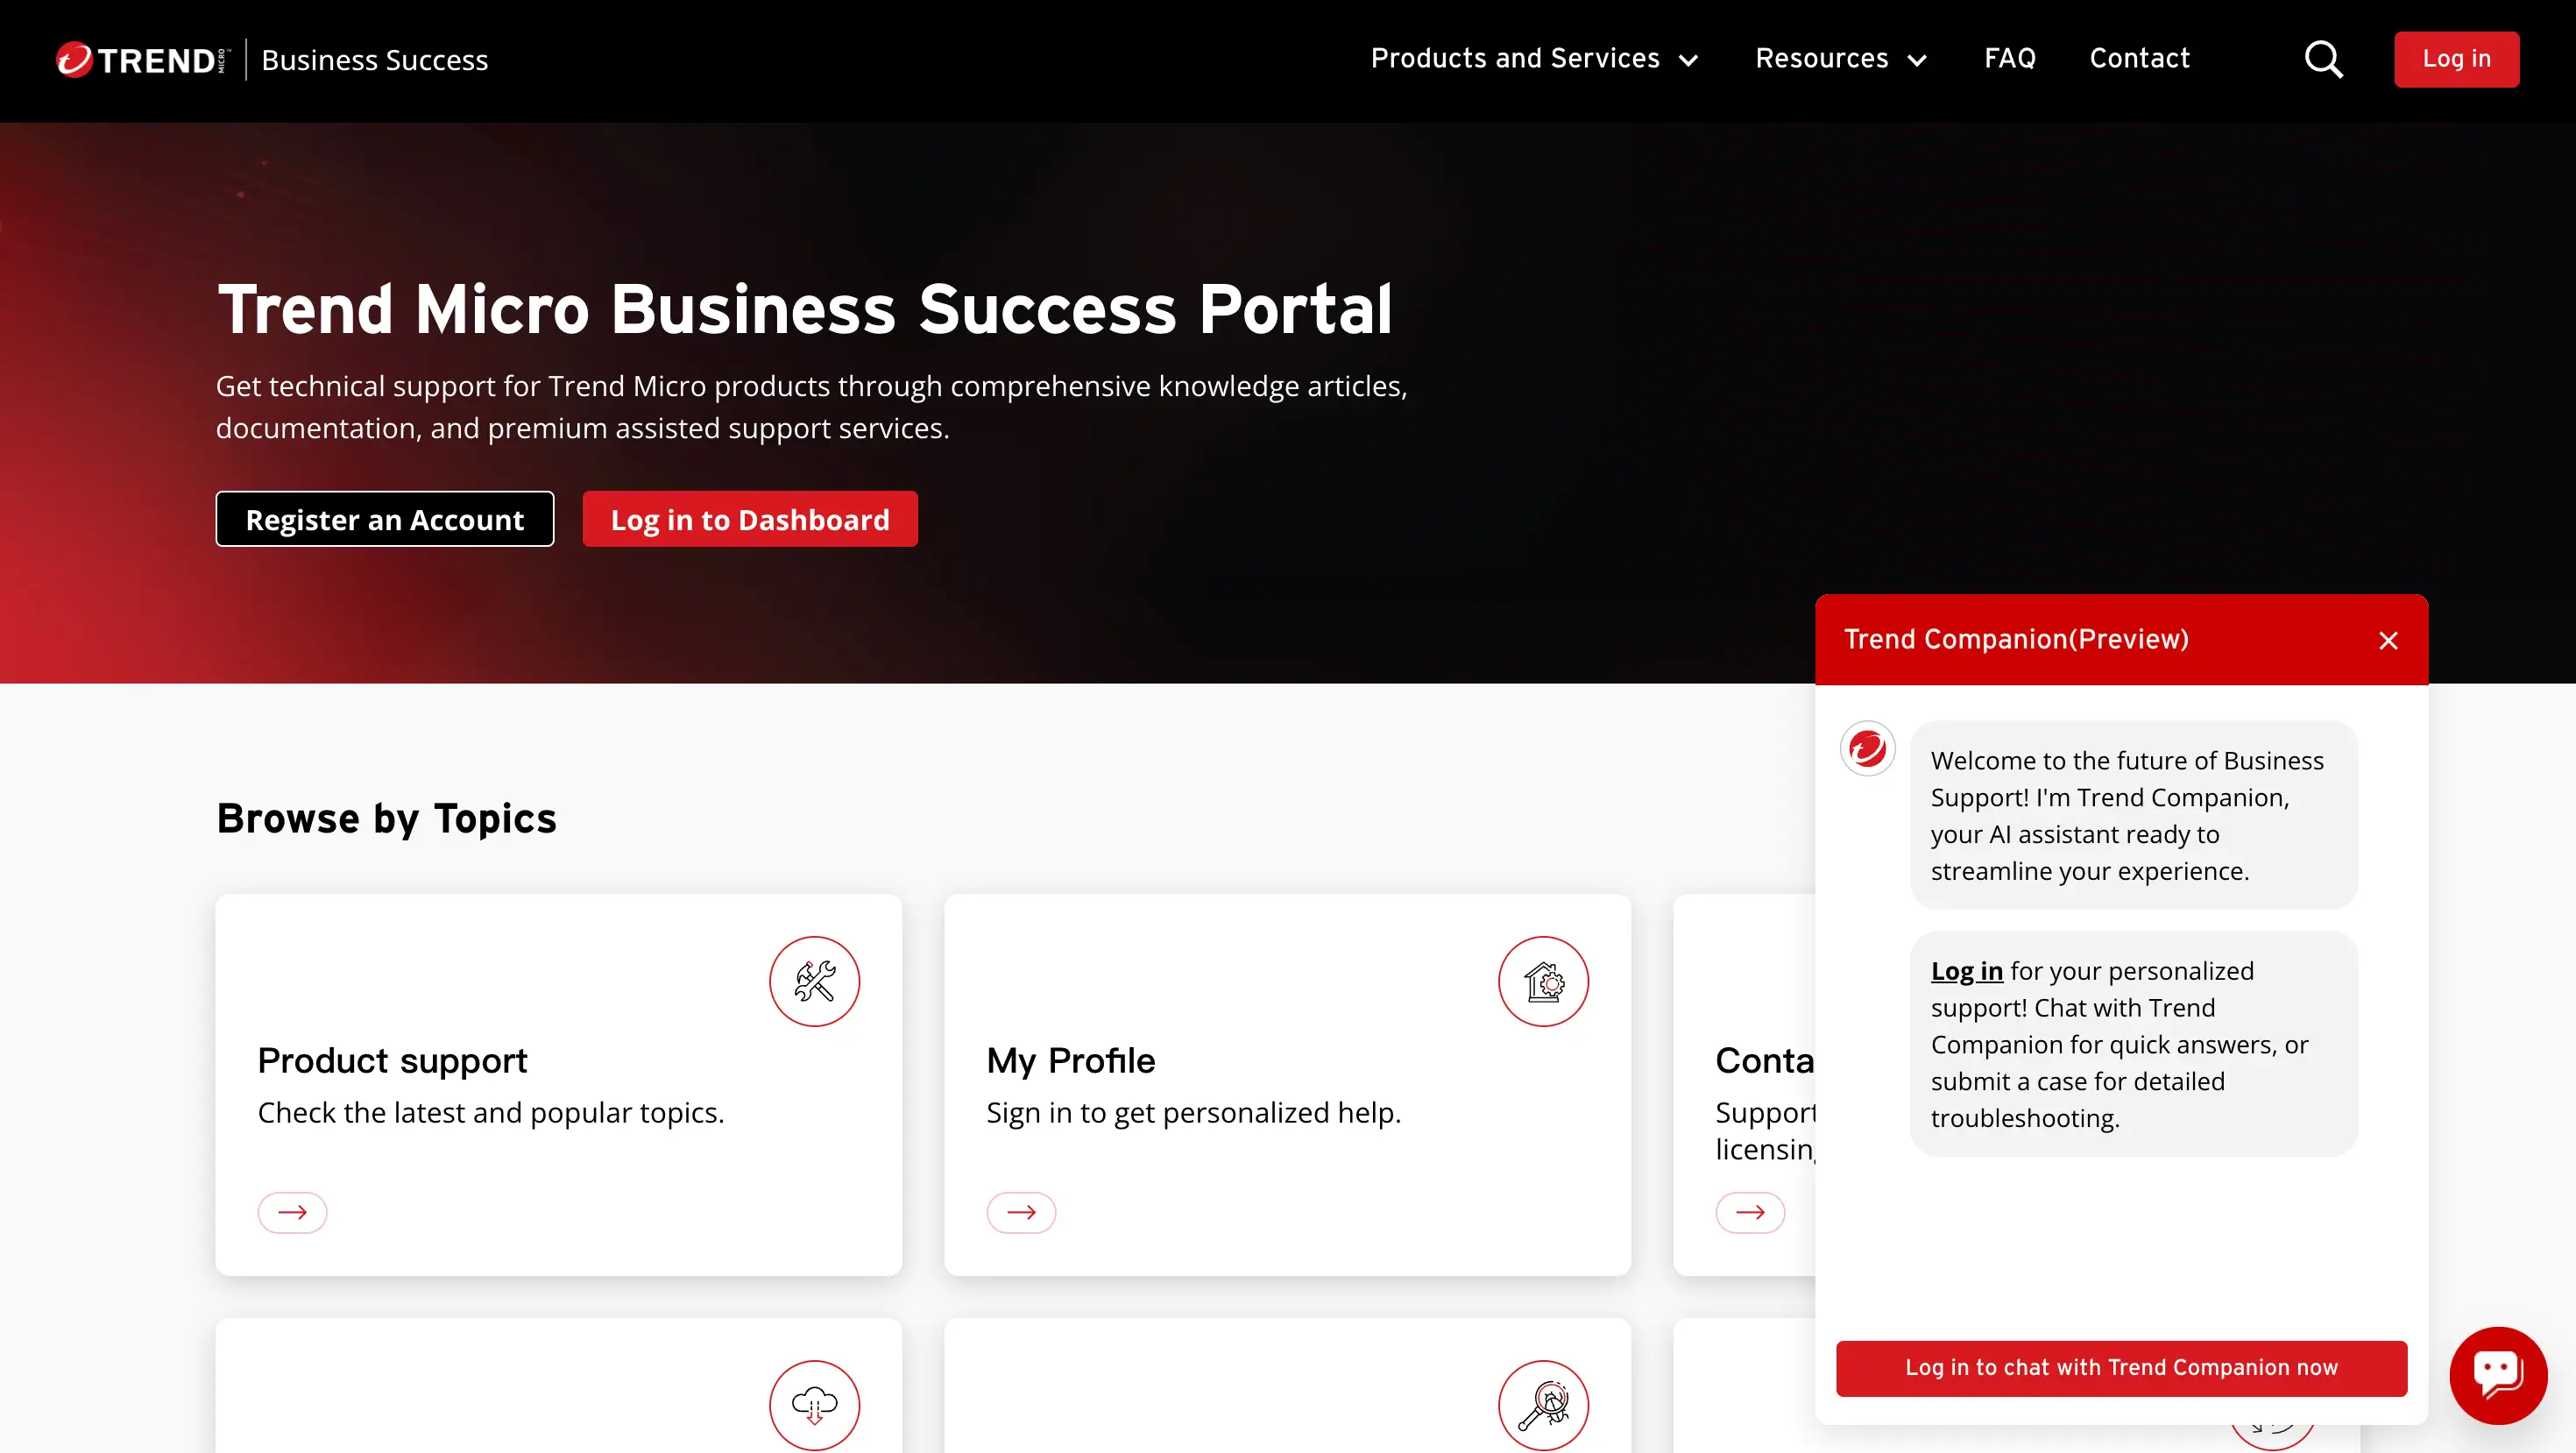 TREND MICRO Business Success
Products and Services
Resources
FAQ
Contact
Log in
Trend Micro Business Success Portal
Get technical support for Trend Micro products through comprehensive knowledge articles,
documentation, and premium assisted support services.
Register an Account
Log in to Dashboard
Browse by Topics
Product support
Check the latest and popular topics.
My Profile
Sign in to get personalized help.
Conta
Support
licensin
Trend Companion(Preview)
Welcome to the future of Business
Support! I'm Trend Companion,
your AI assistant ready to
streamline your experience.
Log in for your personalized
support! Chat with Trend
Companion for quick answers, or
submit a case for detailed
troubleshooting.
Log in to chat with Trend Companion now